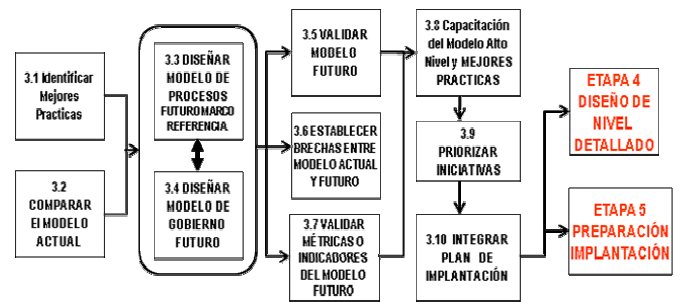 3.1 Identificar
Mejores
Practicas
3.2
COMPARAR
El MODELO
ACTUAL
3.3 DISEÑAR
MODELO DE
PROCESOS
FUTURO MARCO
REFERENCIA
3.4 DISEÑAR
MODELO DE
GOBIERNO
FUTURO
3.5 VALIDAR
MODELO
FUTURO
3.6 ESTABLECER
BRECHAS ENTRE
MODELO ACTUAL
Y FUTURO
3.7 VALIDAR
MÉTRICAS O
INDICADORES
DEL MODELO
FUTURO
3.8 Capacitación
del Modelo Alto
Nivel y MEJORES
PRACTICAS
3.9
PRIORIZAR
INICIATIVAS
3.10 INTEGRAR
PLAN DE
IMPLANTACIÓN
ETAPA 4
DISEÑO DE
NIVEL
DETALLADO
ETAPA 5
PREPARACIÓN
IMPLANTACIÓN